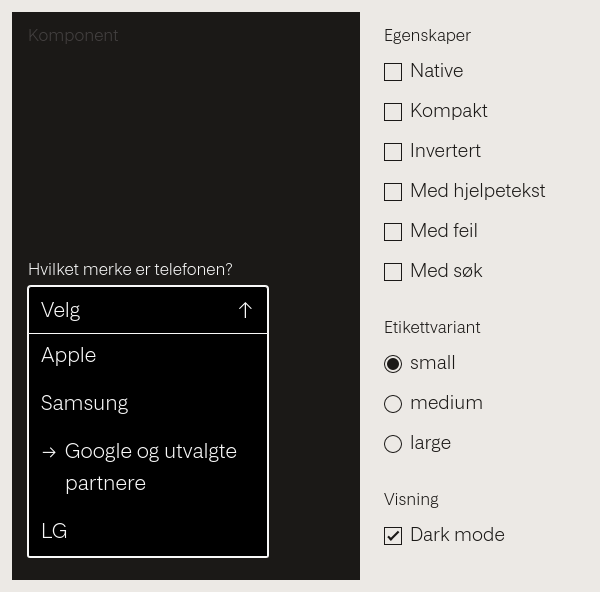 Komponent
Hvilket merke er telefonen?
Velg
Apple
Samsung
Google og utvalgte
partnere
LG
Egenskaper
Native
Kompakt
Invertert
Med hjelpetekst
Med feil
Med søk
Etikettvariant
small
medium
large
Visning
Dark mode